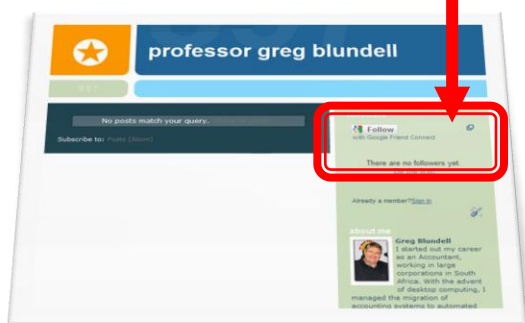 professor greg blundell
897
No posts match your query.
Subscribe to: Posts (Atom)
Follow
with Google Friend Connect
There are no followers yet
Already a member?Sign in
about me
Greg Blundell
I started out my career
as an Accountant,
working in large
corporations in South
Africa. With the advent
of desktop computing, I
managed the migration of
accounting systems to automated